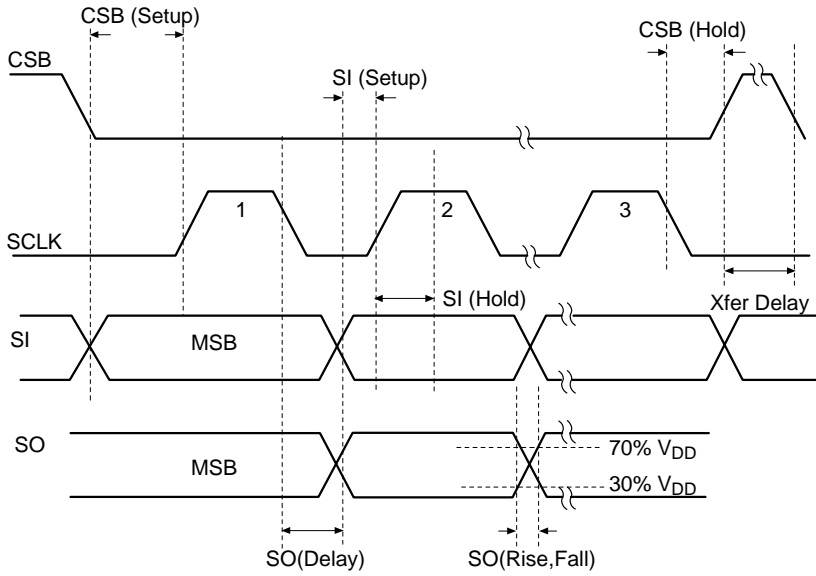 CSB (Setup)
CSB (Hold)
CSB
SI (Setup)
1
2
3
SCLK
SI (Hold)
Xfer Delay
SI
MSB
SO
MSB
70% VDD
30% VDD
SO(Delay)
SO(Rise,Fall)